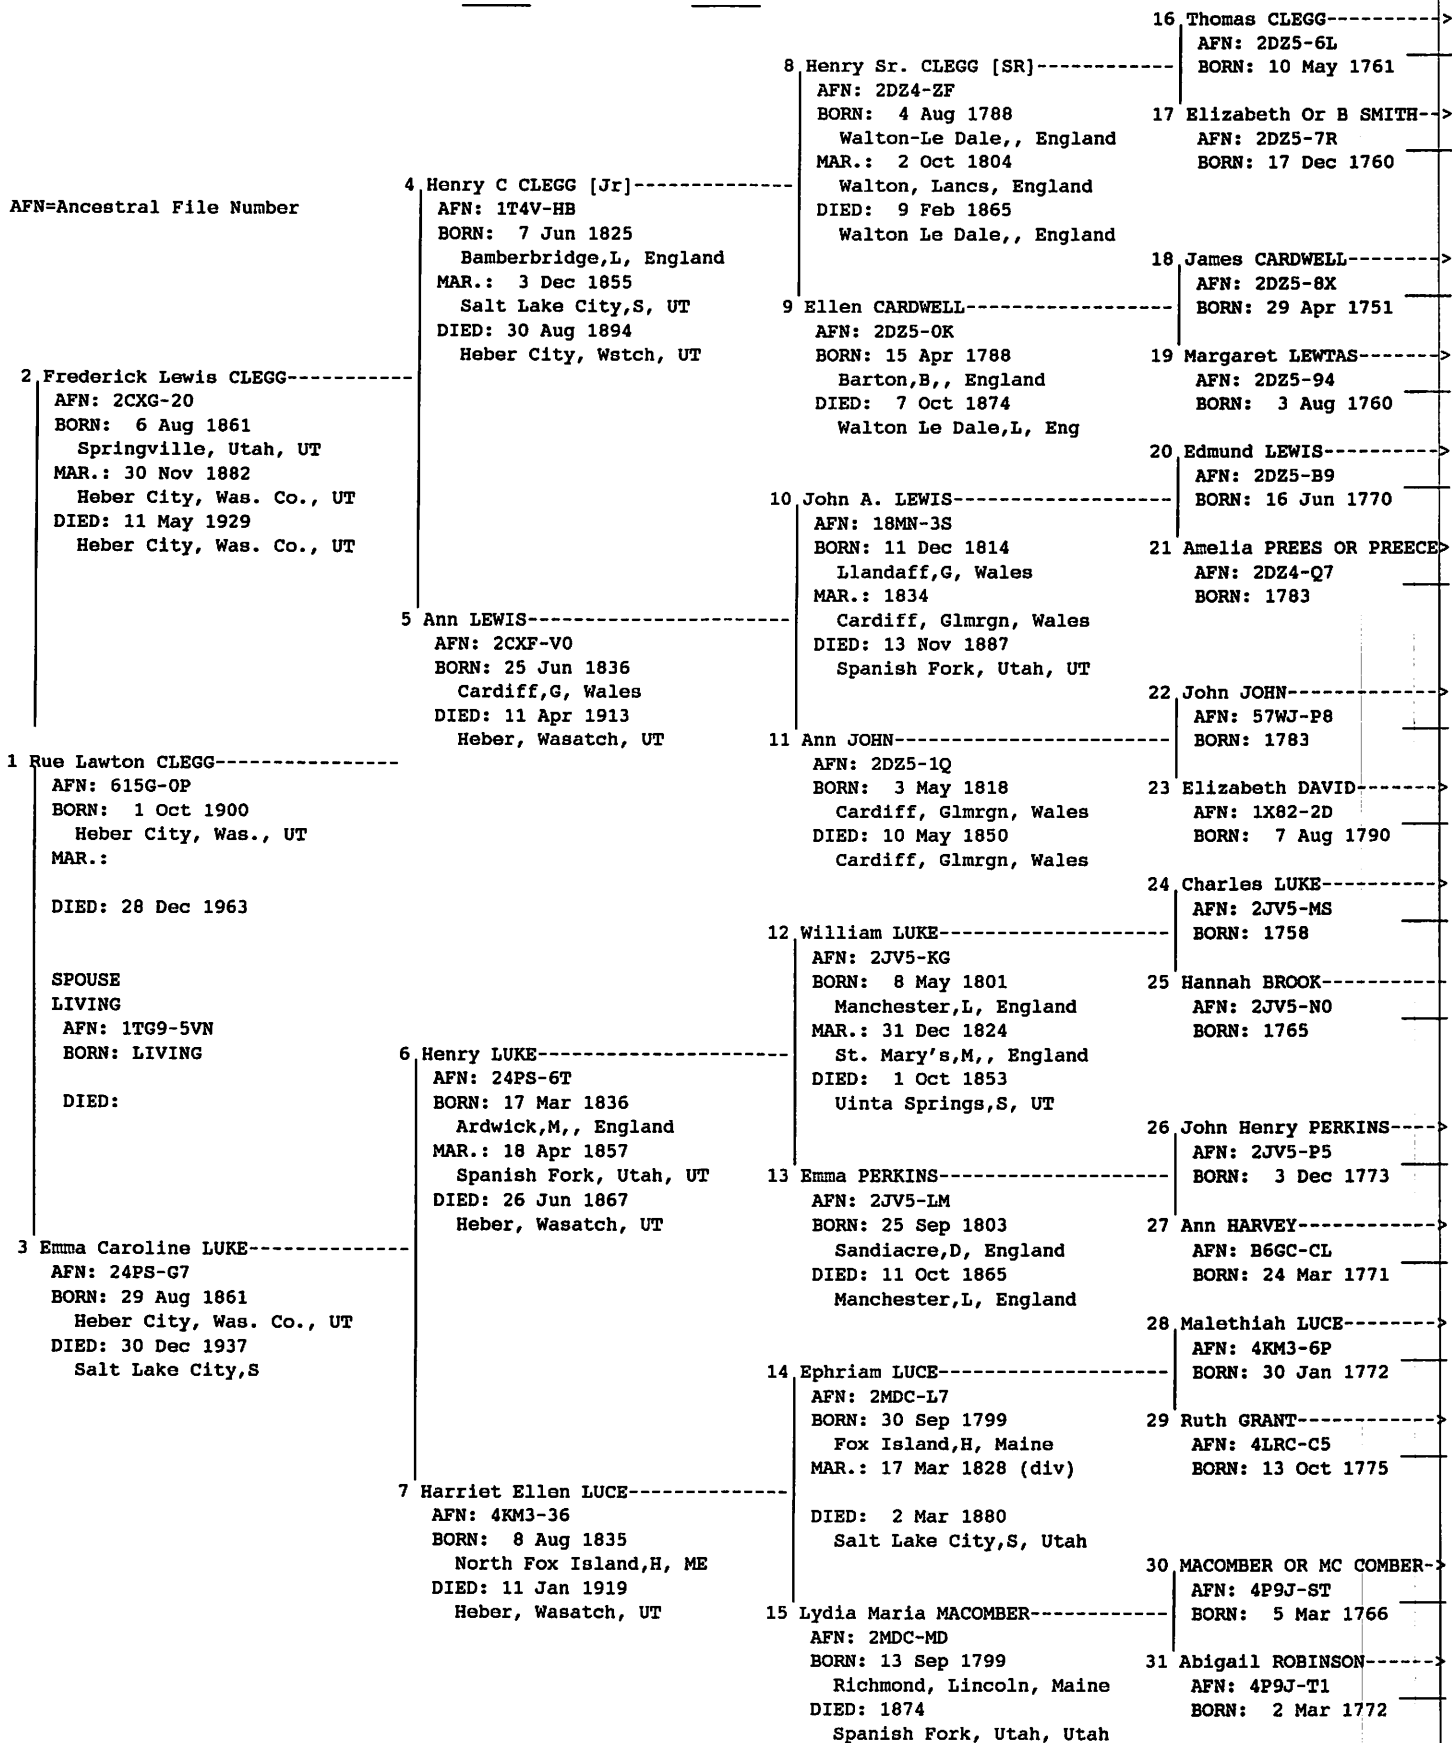 AFN=Ancestral File Number
1 Rue Lawton CLEGG----------------
AFN: 615G-0P
BORN:  1 Oct 1900
Heber City, Was., UT
MAR.:
DIED: 28 Dec 1963
SPOUSE
LIVING
AFN: 1TG9-5VN
BORN: LIVING
DIED:
2 Frederick Lewis CLEGG-----------
AFN: 2CXG-20
BORN:  6 Aug 1861
Springville, Utah, UT
MAR.: 30 Nov 1882
Heber City, Was. Co., UT
DIED: 11 May 1929
Heber City, Was. Co., UT
3 Emma Caroline LUKE--------------
AFN: 24PS-G7
BORN: 29 Aug 1861
Heber City, Was. Co., UT
DIED: 30 Dec 1937
Salt Lake City,S
4 Henry C CLEGG [Jr]--------------
AFN: 1T4V-HB
BORN:  7 Jun 1825
Bamberbridge,L, England
MAR.:  3 Dec 1855
Salt Lake City,S, UT
DIED: 30 Aug 1894
Heber City, Wstch, UT
5 Ann LEWIS-----------------------
AFN: 2CXF-V0
BORN: 25 Jun 1836
Cardiff,G, Wales
DIED: 11 Apr 1913
Heber, Wasatch, UT
6 Henry LUKE----------------------
AFN: 24PS-6T
BORN: 17 Mar 1836
Ardwick,M,, England
MAR.: 18 Apr 1857
Spanish Fork, Utah, UT
DIED: 26 Jun 1867
Heber, Wasatch, UT
7 Harriet Ellen LUCE--------------
AFN: 4KM3-36
BORN:  8 Aug 1835
North Fox Island,H, ME
DIED: 11 Jan 1919
Heber, Wasatch, UT
8 Henry Sr. CLEGG [SR]------------
AFN: 2DZ4-ZF
BORN:  4 Aug 1788
Walton-Le Dale,, England
MAR.:  2 Oct 1804
Walton, Lancs, England
DIED:  9 Feb 1865
Walton Le Dale,, England
9 Ellen CARDWELL------------------
AFN: 2DZ5-0K
BORN: 15 Apr 1788
Barton,B,, England
DIED:  7 Oct 1874
Walton Le Dale,L, Eng
10 John A. LEWIS-------------------
AFN: 18MN-3S
BORN: 11 Dec 1814
Llandaff,G, Wales
MAR.: 1834
Cardiff, Glmrgn, Wales
DIED: 13 Nov 1887
Spanish Fork, Utah, UT
11 Ann JOHN------------------------
AFN: 2DZ5-1Q
BORN:  3 May 1818
Cardiff, Glmrgn, Wales
DIED: 10 May 1850
Cardiff, Glmrgn, Wales
12 William LUKE--------------------
AFN: 2JV5-KG
BORN:  8 May 1801
Manchester,L, England
MAR.: 31 Dec 1824
St. Mary's,M,, England
DIED:  1 Oct 1853
Uinta Springs,S, UT
13 Emma PERKINS--------------------
AFN: 2JV5-LM
BORN: 25 Sep 1803
Sandiacre,D, England
DIED: 11 Oct 1865
Manchester,L, England
14 Ephriam LUCE--------------------
AFN: 2MDC-L7
BORN: 30 Sep 1799
Fox Island,H, Maine
MAR.: 17 Mar 1828 (div)
DIED:  2 Mar 1880
Salt Lake City,S, Utah
15 Lydia Maria MACOMBER------------
AFN: 2MDC-MD
BORN: 13 Sep 1799
Richmond, Lincoln, Maine
DIED: 1874
Spanish Fork, Utah, Utah
16 Thomas CLEGG---------->
AFN: 2DZ5-6L
BORN: 10 May 1761
17 Elizabeth Or B SMITH-->
AFN: 2DZ5-7R
BORN: 17 Dec 1760
18 James CARDWELL-------->
AFN: 2DZ5-8X
BORN: 29 Apr 1751
19 Margaret LEWTAS------->
AFN: 2DZ5-94
BORN:  3 Aug 1760
20 Edmund LEWIS---------->
AFN: 2DZ5-B9
BORN: 16 Jun 1770
21 Amelia PREES OR PREECE>
AFN: 2DZ4-Q7
BORN: 1783
22 John JOHN------------->
AFN: 57WJ-P8
BORN: 1783
23 Elizabeth DAVID------->
AFN: 1X82-2D
BORN:  7 Aug 1790
24 Charles LUKE---------->
AFN: 2JV5-MS
BORN: 1758
25 Hannah BROOK-----------
AFN: 2JV5-N0
BORN: 1765
26 John Henry PERKINS---->
AFN: 2JV5-P5
BORN:  3 Dec 1773
27 Ann HARVEY------------>
AFN: B6GC-CL
BORN: 24 Mar 1771
28 Malethiah LUCE-------->
AFN: 4KM3-6P
BORN: 30 Jan 1772
29 Ruth GRANT------------>
AFN: 4LRC-C5
BORN: 13 Oct 1775
30 MACOMBER OR MC COMBER->
AFN: 4P9J-ST
BORN:  5 Mar 1766
31 Abigail ROBINSON------>
AFN: 4P9J-T1
BORN:  2 Mar 1772